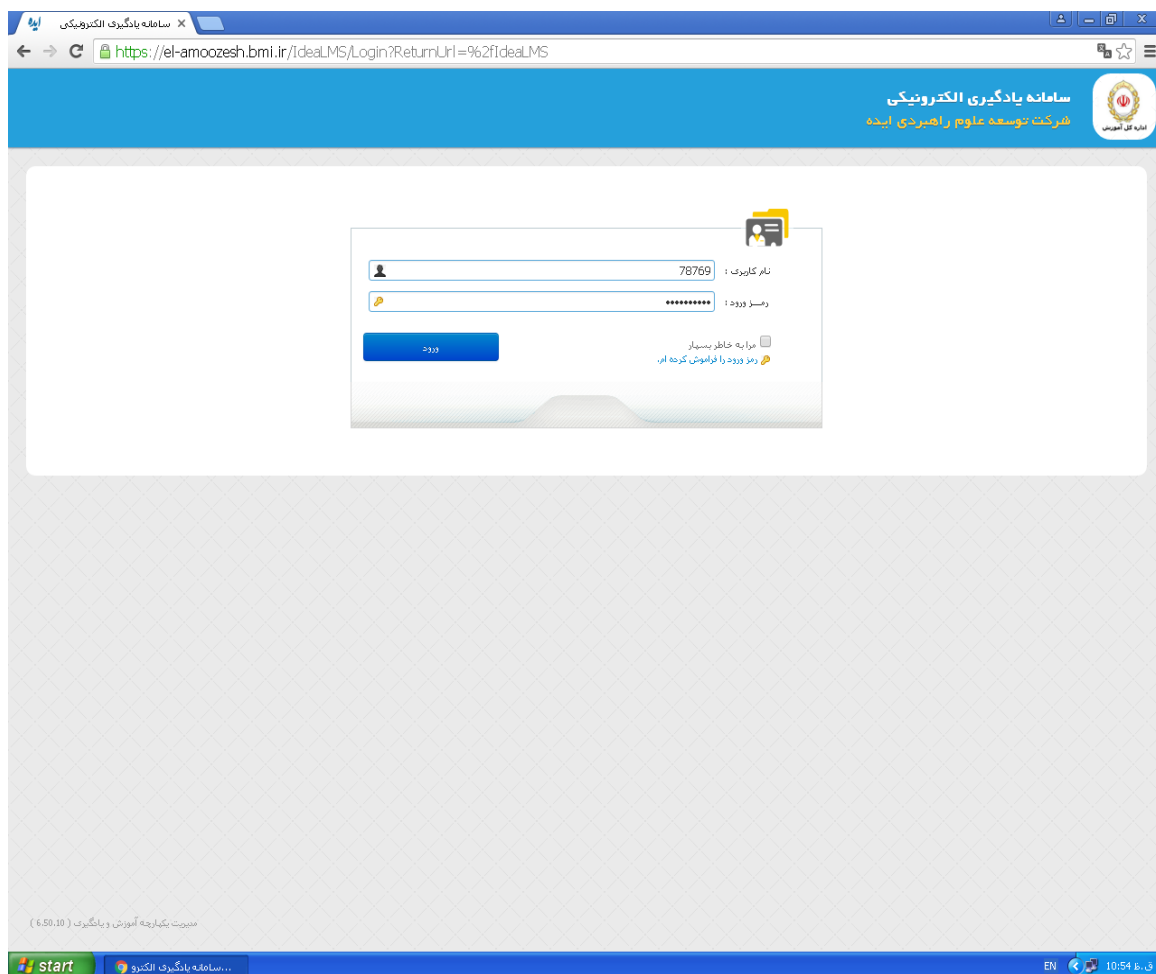 سامانه یادگیری الکترونیکی
https://el-amoozesh.bmi.ir/IdeaLMS/Login?ReturnUrl=%2fIdeaLMS
سامانه یادگیری الکترونیکی
شرکت توسعه علوم راهبردی ایده
اداره کل آموزش
نام کاربری : 78769
رمــز ورود : ••••••••••
مرا به خاطر بسپار
ورود
رمز ورود را فراموش کرده ام.
مدیریت یکپارچه آموزش و یادگیری ( 6.50.10 )
start
سامانه یادگیری الکترو...
EN
10:54 ق.ظ